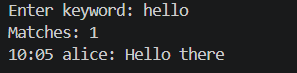 Enter keyword: hello
Matches: 1
10:05 alice: Hello there